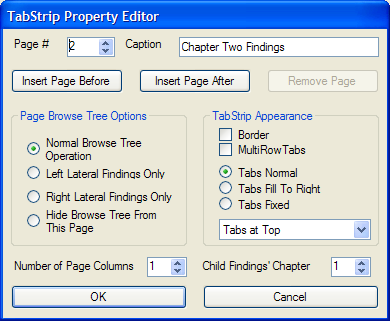 TabStrip Property Editor
Page # 2 Caption Chapter Two Findings
Insert Page Before Insert Page After Remove Page
Page Browse Tree Options
Normal Browse Tree
Operation
Left Lateral Findings Only
Right Lateral Findings Only
Hide Browse Tree From
This Page
TabStrip Appearance
Border
MultiRowTabs
Tabs Normal
Tabs Fill To Right
Tabs Fixed
Tabs at Top
Number of Page Columns 1 Child Findings' Chapter 1
OK Cancel